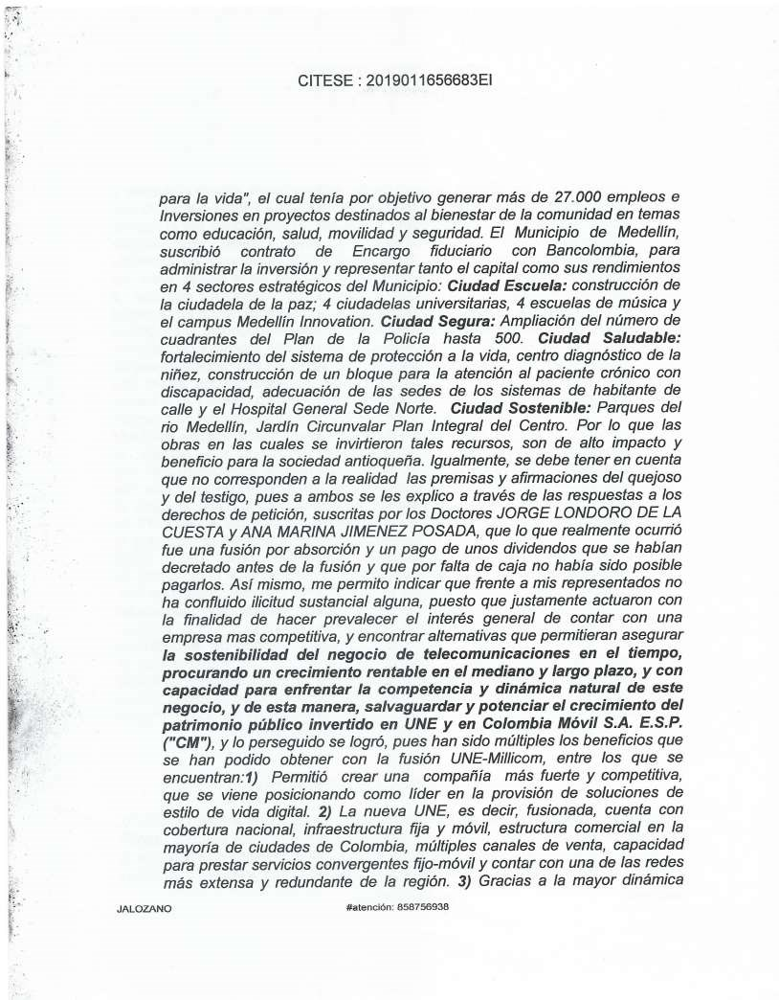 CITESE : 2019011656683EI
para la vida", el cual tenía por objetivo generar más de 27.000 empleos e
Inversiones en proyectos destinados al bienestar de la comunidad en temas
como educación, salud, movilidad y seguridad. El Municipio de Medellín,
suscribió contrato de Encargo fiduciario con Bancolombia, para
administrar la inversión y representar tanto el capital como sus rendimientos
en 4 sectores estratégicos del Municipio: Ciudad Escuela: construcción de
la ciudadela de la paz; 4 ciudadelas universitarias, 4 escuelas de música y
el campus Medellín Innovation. Ciudad Segura: Ampliación del número de
cuadrantes del Plan de la Policía hasta 500. Ciudad Saludable:
fortalecimiento del sistema de protección a la vida, centro diagnóstico de la
niñez, construcción de un bloque para la atención al paciente crónico con
discapacidad, adecuación de las sedes de los sistemas de habitante de
calle y el Hospital General Sede Norte. Ciudad Sostenible: Parques del
rio Medellín, Jardín Circunvalar Plan Integral del Centro. Por lo que las
obras en las cuales se invirtieron tales recursos, son de alto impacto y
beneficio para la sociedad antioqueña. Igualmente, se debe tener en cuenta
que no corresponden a la realidad las premisas y afirmaciones del quejoso
y del testigo, pues a ambos se les explico a través de las respuestas a los
derechos de petición, suscritas por los Doctores JORGE LONDORO DE LA
CUESTA y ANA MARINA JIMENEZ POSADA, que lo que realmente ocurrió
fue una fusión por absorción y un pago de unos dividendos que se habían
decretado antes de la fusión y que por falta de caja no había sido posible
pagarlos. Así mismo, me permito indicar que frente a mis representados no
ha confluido ilicitud sustancial alguna, puesto que justamente actuaron con
la finalidad de hacer prevalecer el interés general de contar con una
empresa mas competitiva, y encontrar alternativas que permitieran asegurar
la sostenibilidad del negocio de telecomunicaciones en el tiempo,
procurando un crecimiento rentable en el mediano y largo plazo, y con
capacidad para enfrentar la competencia y dinámica natural de este
negocio, y de esta manera, salvaguardar y potenciar el crecimiento del
patrimonio público invertido en UNE y en Colombia Móvil S.A. E.S.P.
("CM"), y lo perseguido se logró, pues han sido múltiples los beneficios que
se han podido obtener con la fusión UNE-Millicom, entre los que se
encuentran:1) Permitió crear una compañía más fuerte y competitiva,
que se viene posicionando como líder en la provisión de soluciones de
estilo de vida digital. 2) La nueva UNE, es decir, fusionada, cuenta con
cobertura nacional, infraestructura fija y móvil, estructura comercial en la
mayoría de ciudades de Colombia, múltiples canales de venta, capacidad
para prestar servicios convergentes fijo-móvil y contar con una de las redes
más extensa y redundante de la región. 3) Gracias a la mayor dinámica
JALOZANO #atención: 858756938